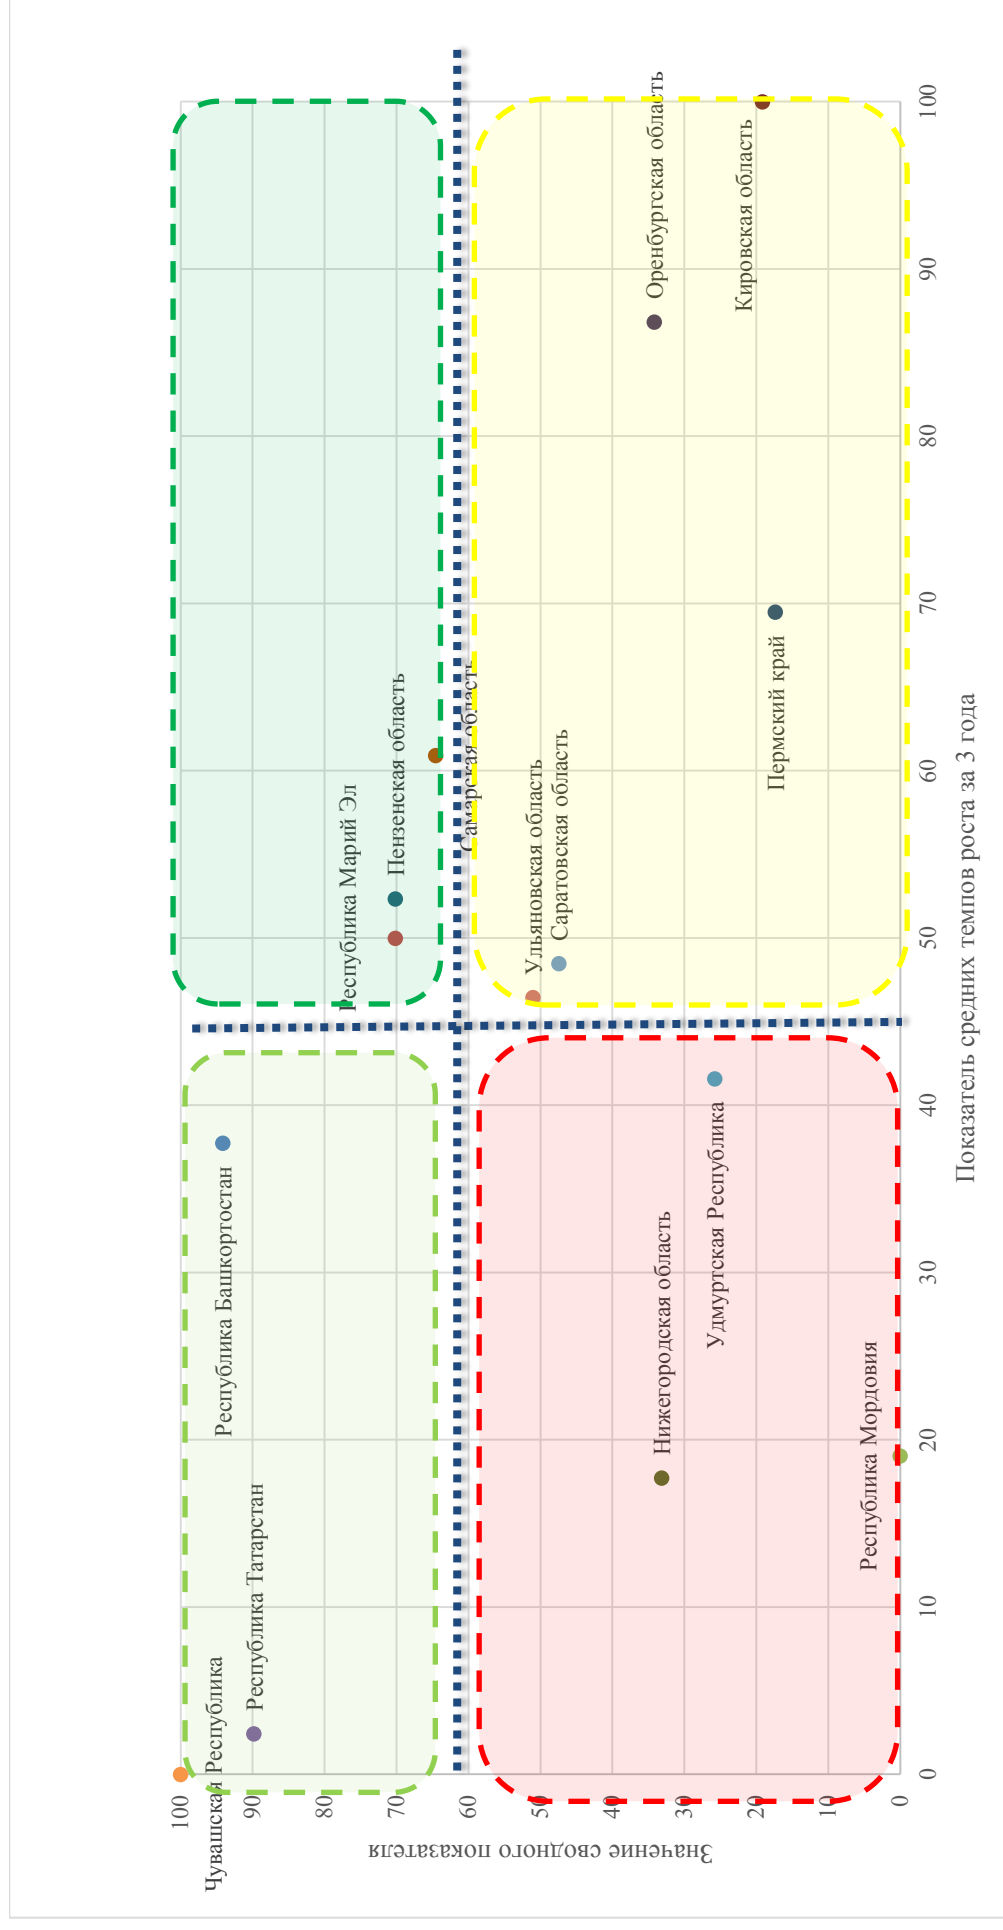 Значение сводного показателя
100
90
80
70
60
50
40
30
20
10
0
Чувашская Республика
Республика Татарстан
Республика Башкортостан
Республика Марий Эл
Пензенская область
Самарская область
Ульяновская область
Саратовская область
Оренбургская область
Кировская область
Пермский край
Нижегородская область
Удмуртская Республика
Республика Мордовия
0
10
20
30
40
50
60
70
80
90
100
Показатель средних темпов роста за 3 года